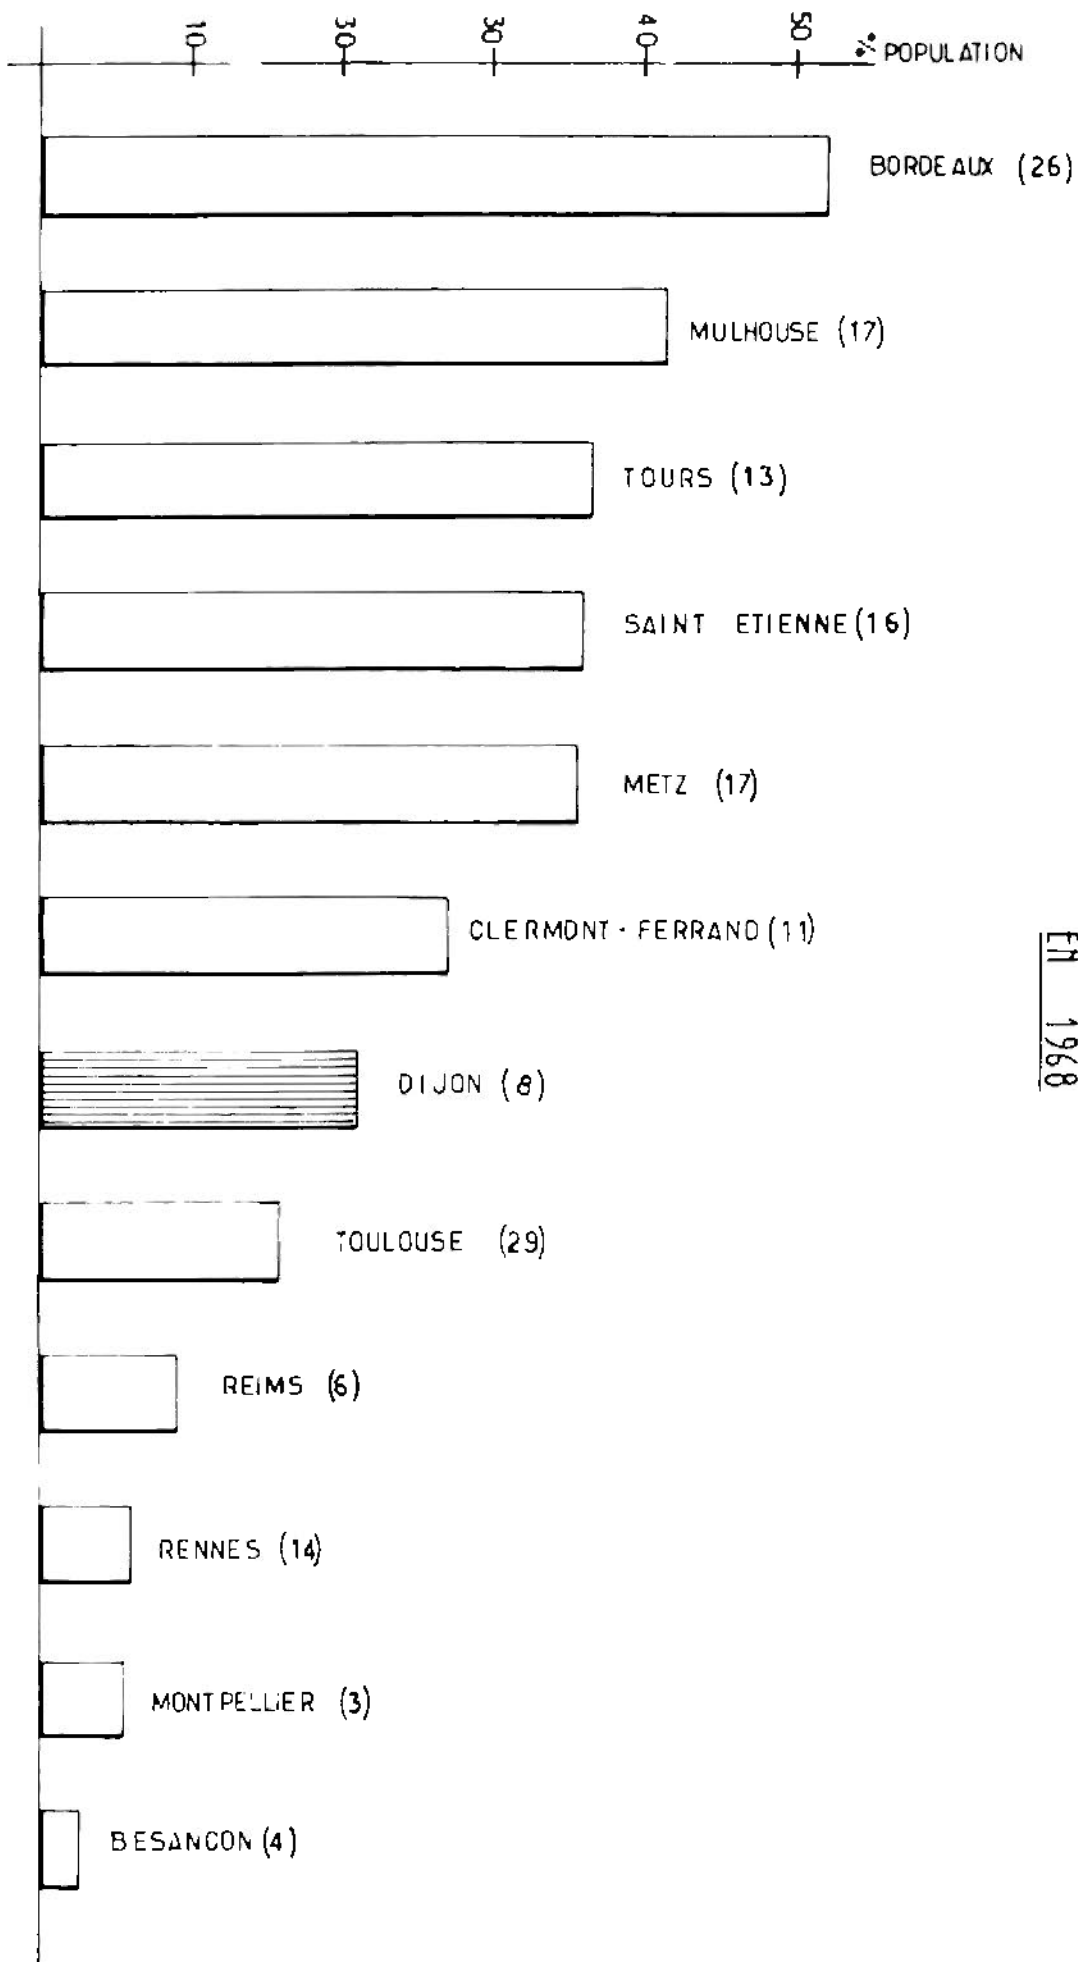 10 30 30 40 50 % POPULATION
BORDEAUX (26)
MULHOUSE (17)
TOURS (13)
SAINT ETIENNE (16)
METZ (17)
CLERMONT-FERRAND (11)
DIJON (8)
TOULOUSE (29)
REIMS (6)
RENNES (14)
MONTPELLIER (3)
BESANCON (4)
EN 1968